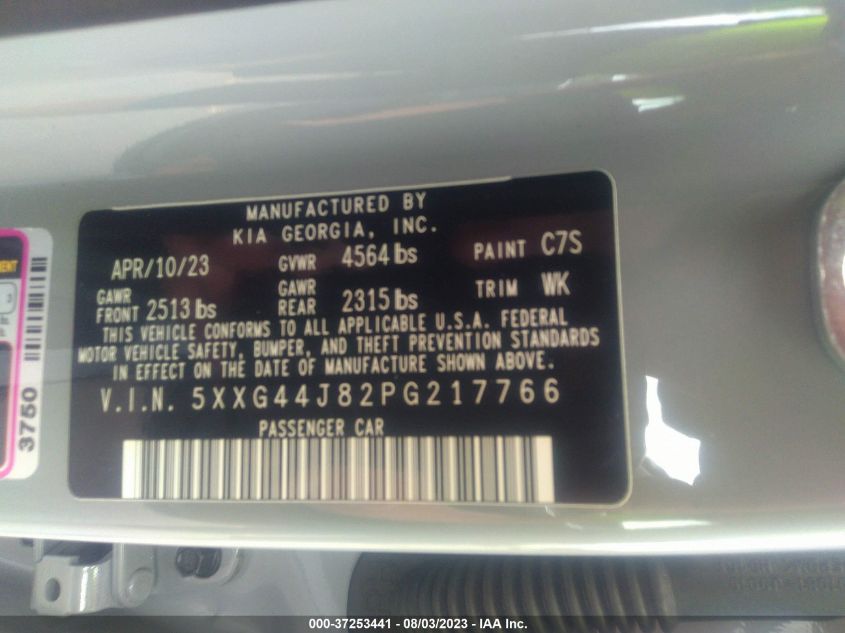 MANUFACTURED BY
KIA GEORGIA, INC.
APR/10/23 GVWR 4564 lbs PAINT C7S
GAWR FRONT 2513 lbs GAWR REAR 2315 lbs TRIM WK
THIS VEHICLE CONFORMS TO ALL APPLICABLE U.S.A. FEDERAL
MOTOR VEHICLE SAFETY, BUMPER, AND THEFT PREVENTION STANDARDS
IN EFFECT ON THE DATE OF MANUFACTURE SHOWN ABOVE.
V.I.N. 5XXG44J82PG217766
PASSENGER CAR
3750
000-37253441 - 08/03/2023 - IAA Inc.